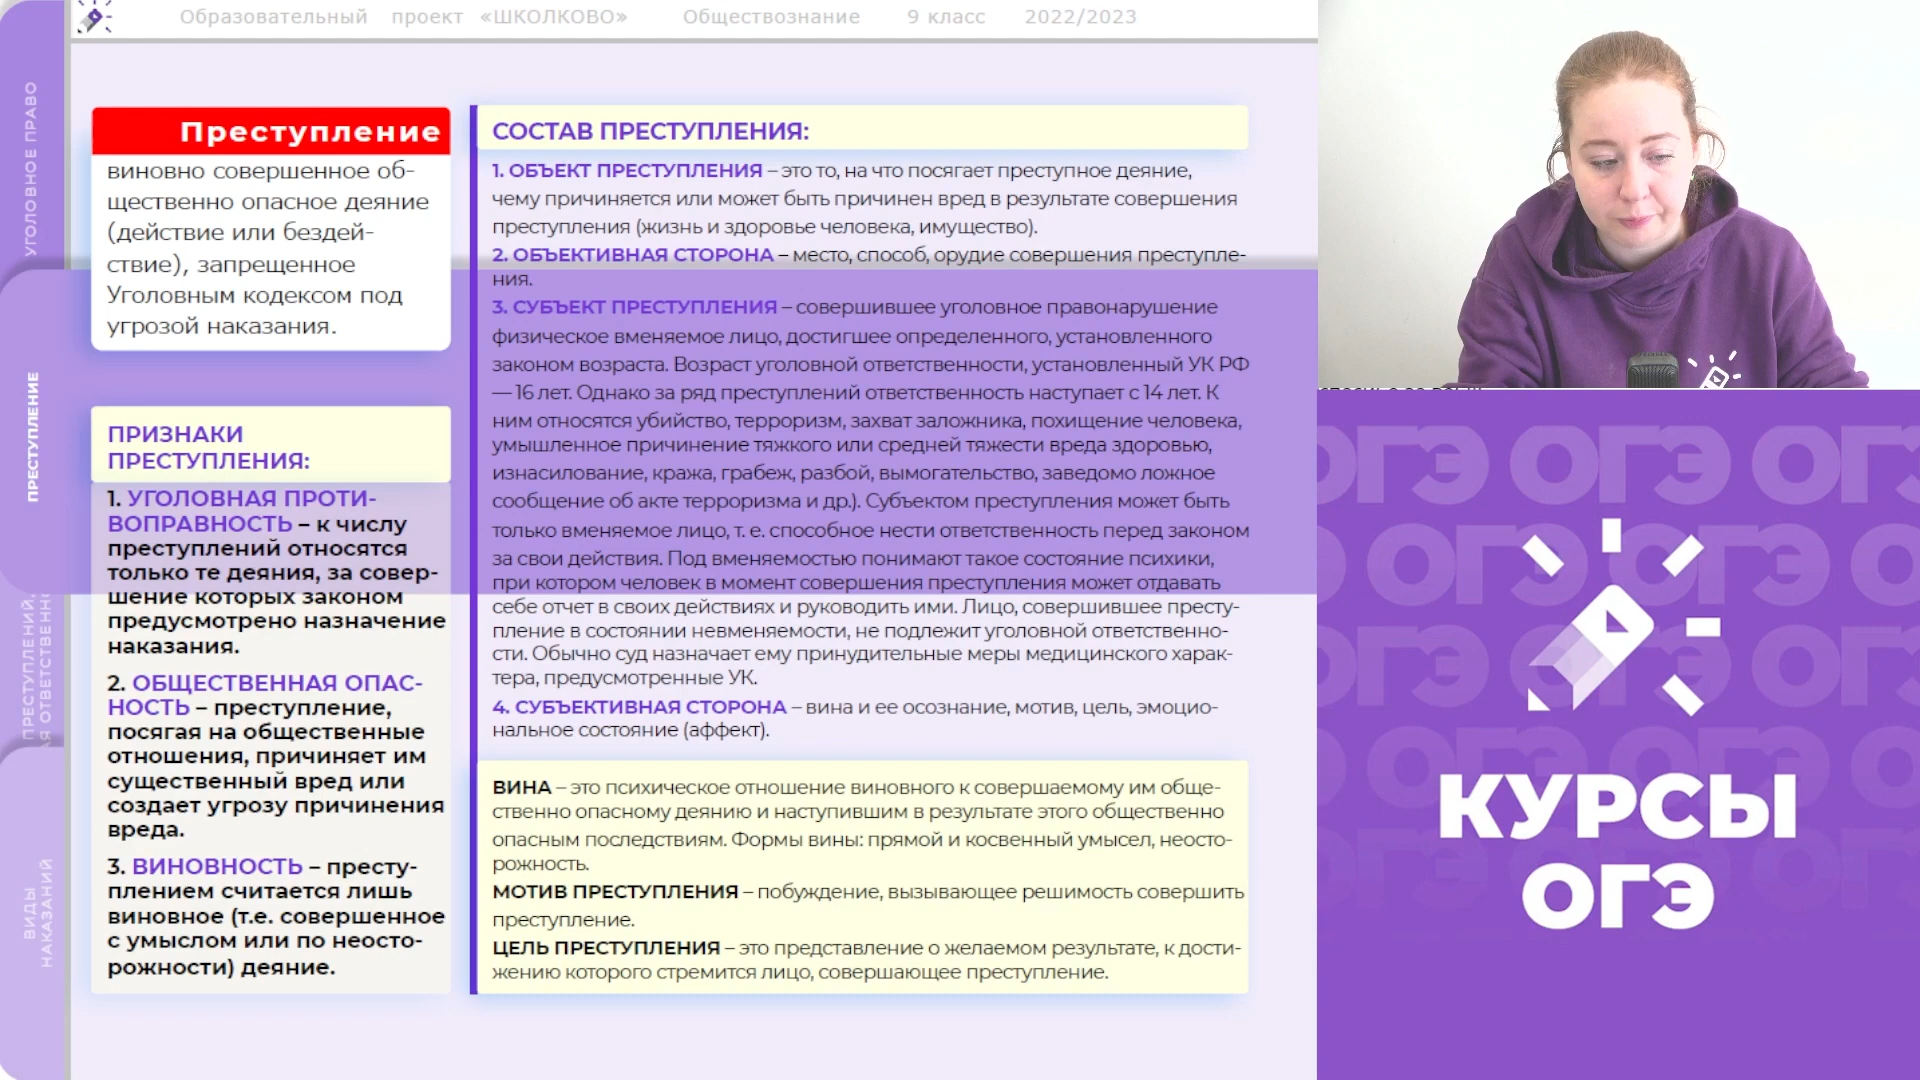 Образовательный проект «ШКОЛКОВО» Обществознание 9 класс 2022/2023
УГОЛОВНОЕ ПРАВО
ПРЕСТУПЛЕНИЕ
ПРЕСТУПЛЕНИЙ,
ВИДЫ
НАКАЗАНИЙ
Преступление
виновно совершенное об-
щественно опасное деяние
(действие или бездей-
ствие), запрещенное
Уголовным кодексом под
угрозой наказания.
ПРИЗНАКИ
ПРЕСТУПЛЕНИЯ:
1. УГОЛОВНАЯ ПРОТИ-
ВОПРАВНОСТЬ – к числу
преступлений относятся
только те деяния, за совер-
шение которых законом
предусмотрено назначение
наказания.
2. ОБЩЕСТВЕННАЯ ОПАС-
НОСТЬ – преступление,
посягая на общественные
отношения, причиняет им
существенный вред или
создает угрозу причинения
вреда.
3. ВИНОВНОСТЬ – престу-
плением считается лишь
виновное (т.е. совершенное
с умыслом или по неосто-
рожности) деяние.
СОСТАВ ПРЕСТУПЛЕНИЯ:
1. ОБЪЕКТ ПРЕСТУПЛЕНИЯ – это то, на что посягает преступное деяние,
чему причиняется или может быть причинен вред в результате совершения
преступления (жизнь и здоровье человека, имущество).
2. ОБЪЕКТИВНАЯ СТОРОНА – место, способ, орудие совершения преступле-
ния.
3. СУБЪЕКТ ПРЕСТУПЛЕНИЯ – совершившее уголовное правонарушение
физическое вменяемое лицо, достигшее определенного, установленного
законом возраста. Возраст уголовной ответственности, установленный УК РФ
— 16 лет. Однако за ряд преступлений ответственность наступает с 14 лет. К
ним относятся убийство, терроризм, захват заложника, похищение человека,
умышленное причинение тяжкого или средней тяжести вреда здоровью,
изнасилование, кража, грабеж, разбой, вымогательство, заведомо ложное
сообщение об акте терроризма и др.). Субъектом преступления может быть
только вменяемое лицо, т. е. способное нести ответственность перед законом
за свои действия. Под вменяемостью понимают такое состояние психики,
при котором человек в момент совершения преступления может отдавать
себе отчет в своих действиях и руководить ими. Лицо, совершившее престу-
пление в состоянии невменяемости, не подлежит уголовной ответственно-
сти. Обычно суд назначает ему принудительные меры медицинского харак-
тера, предусмотренные УК.
4. СУБЪЕКТИВНАЯ СТОРОНА – вина и ее осознание, мотив, цель, эмоцио-
нальное состояние (аффект).
ВИНА – это психическое отношение виновного к совершаемому им обще-
ственно опасному деянию и наступившим в результате этого общественно
опасным последствиям. Формы вины: прямой и косвенный умысел, неосто-
рожность.
МОТИВ ПРЕСТУПЛЕНИЯ – побуждение, вызывающее решимость совершить
преступление.
ЦЕЛЬ ПРЕСТУПЛЕНИЯ – это представление о желаемом результате, к дости-
жению которого стремится лицо, совершающее преступление.
ОГЭ ОГЭ ОГЭ
КУРСЫ
ОГЭ